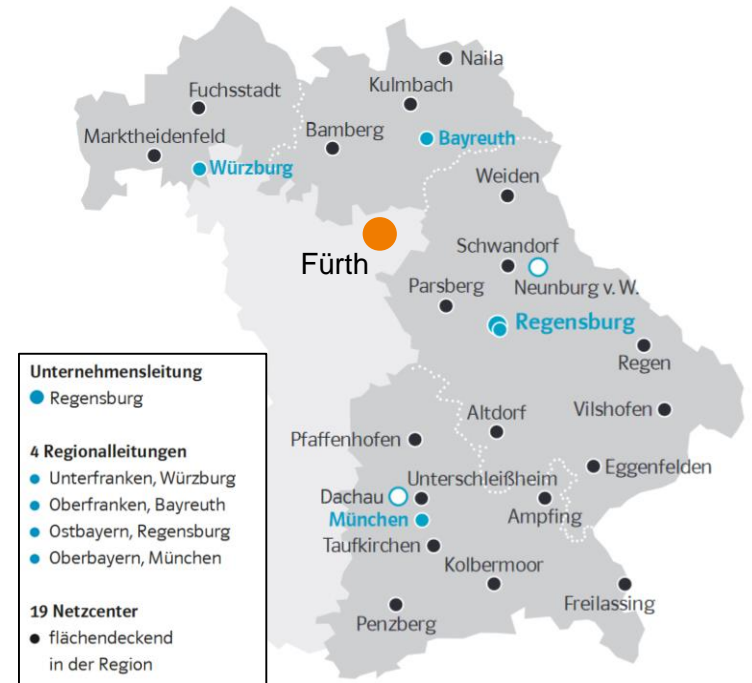 Naila
Kulmbach
Fuchsstadt
Bamberg
Marktheidenfeld
Bayreuth
Würzburg
Weiden
Fürth
Schwandorf
Neunburg v. W.
Parsberg
Regensburg
Regen
Altdorf
Vilshofen
Pfaffenhofen
Eggenfelden
Unterschleißheim
Dachau
Ampfing
München
Taufkirchen
Kolbermoor
Freilassing
Penzberg
Unternehmensleitung
Regensburg
4 Regionalleitungen
Unterfranken, Würzburg
Oberfranken, Bayreuth
Ostbayern, Regensburg
Oberbayern, München
19 Netzcenter
flächendeckend
in der Region